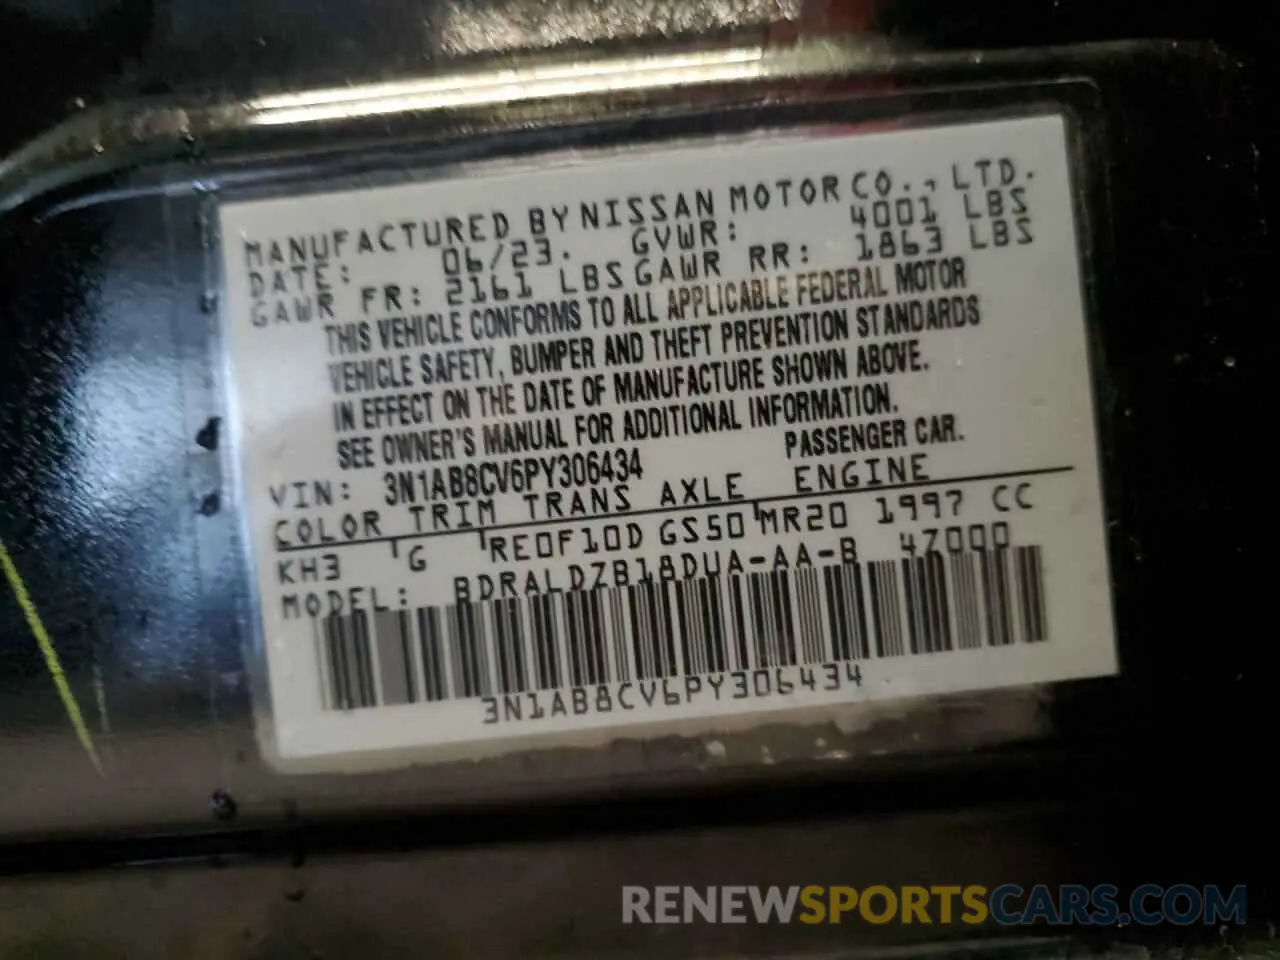 MANUFACTURED BY NISSAN MOTOR CO., LTD.
DATE: 06/23. GVWR: 4001 LBS
GAWR FR: 2161 LBS GAWR RR: 1863 LBS
THIS VEHICLE CONFORMS TO ALL APPLICABLE FEDERAL MOTOR
VEHICLE SAFETY, BUMPER AND THEFT PREVENTION STANDARDS
IN EFFECT ON THE DATE OF MANUFACTURE SHOWN ABOVE.
SEE OWNER'S MANUAL FOR ADDITIONAL INFORMATION.
VIN: 3N1AB8CV6PY306434 PASSENGER CAR.
COLOR TRIM TRANS AXLE ENGINE
KH3 G RE0F10D GS50 MR20 1997 CC
MODEL: BDRALDZB18DUA-AA-B 4Z000
3N1AB8CV6PY306434
RENEWSPORTSCARS.COM